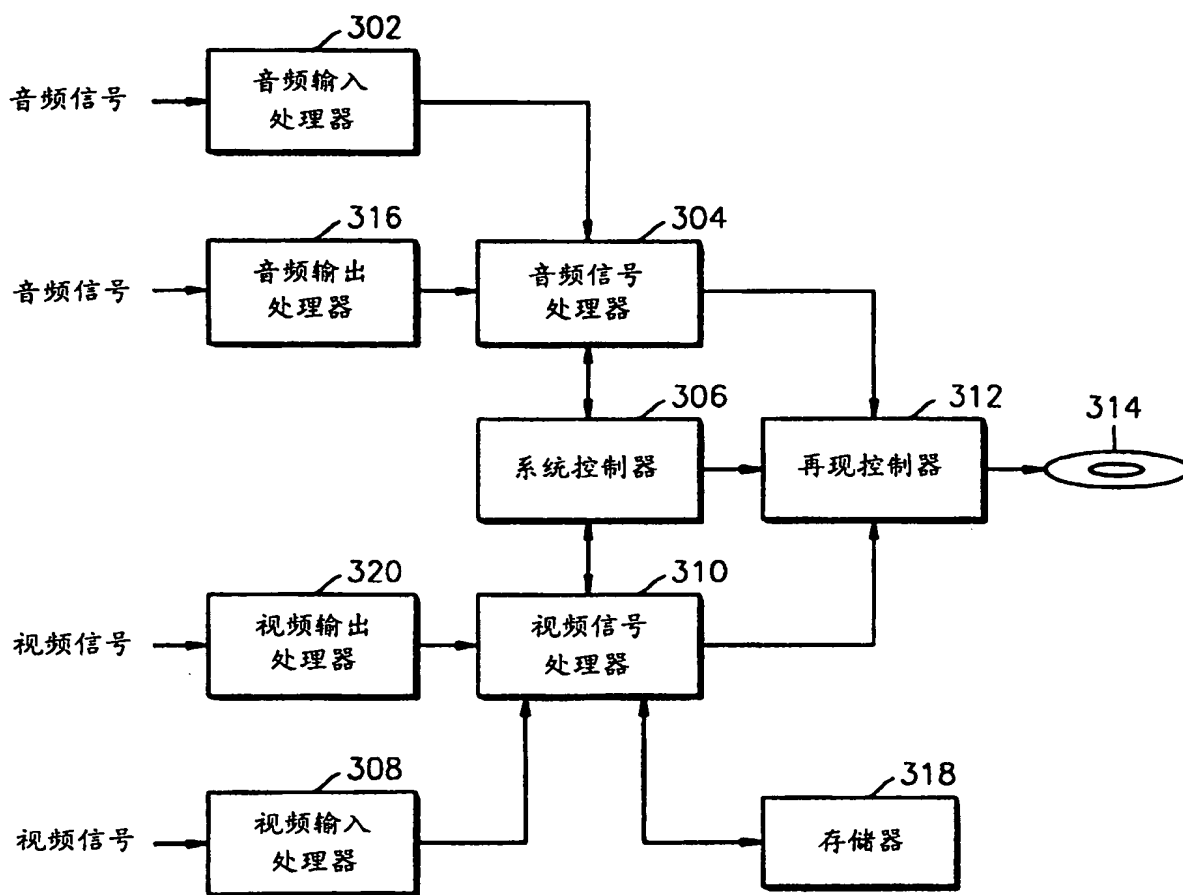 302
音频信号
音频输入
处理器
316
304
音频信号
音频输出
处理器
音频信号
处理器
306
312
314
系统控制器
再现控制器
320
310
视频信号
视频输出
处理器
视频信号
处理器
308
318
视频信号
视频输入
处理器
存储器